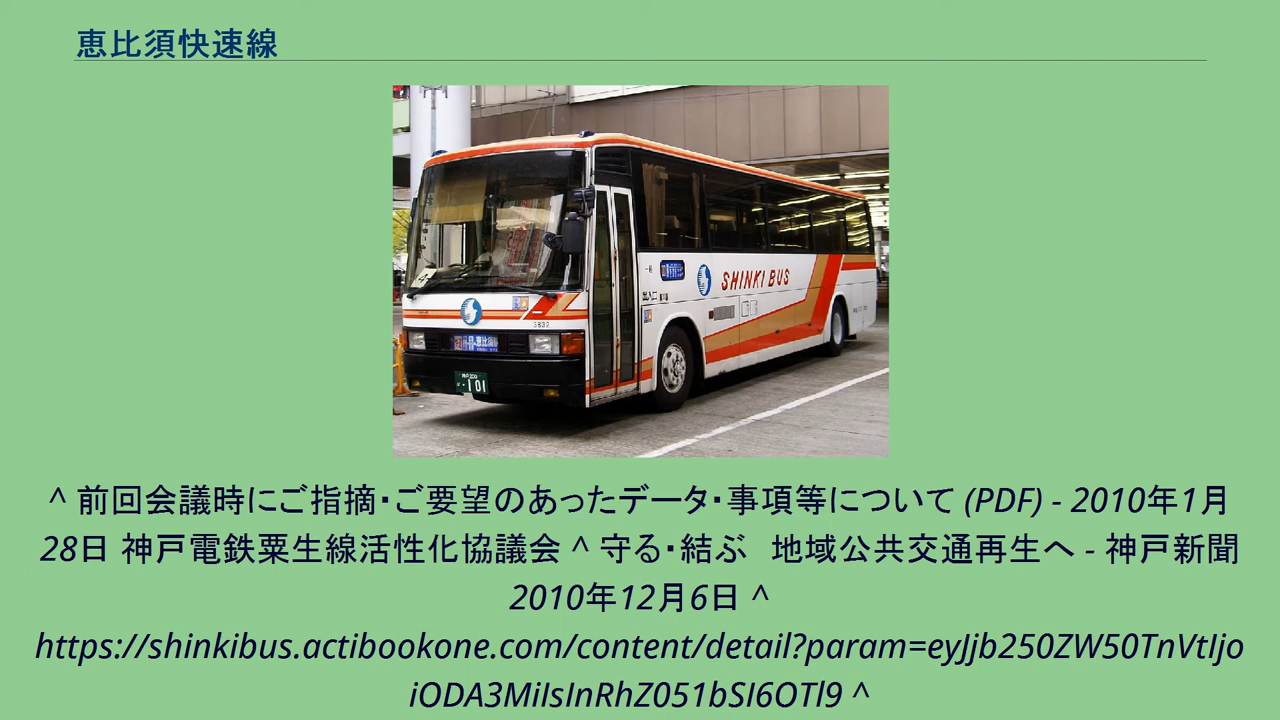 恵比須快速線
SHINKI BUS
3832
101
^ 前回会議時にご指摘・ご要望のあったデータ・事項等について (PDF) - 2010年1月
28日 神戸電鉄粟生線活性化協議会 ^ 守る・結ぶ　地域公共交通再生へ - 神戸新聞
2010年12月6日 ^
https://shinkibus.actibookone.com/content/detail?param=eyJjb250ZW50TnVtIjo
iODA3MiIsInRhZ051bSI6OTl9 ^